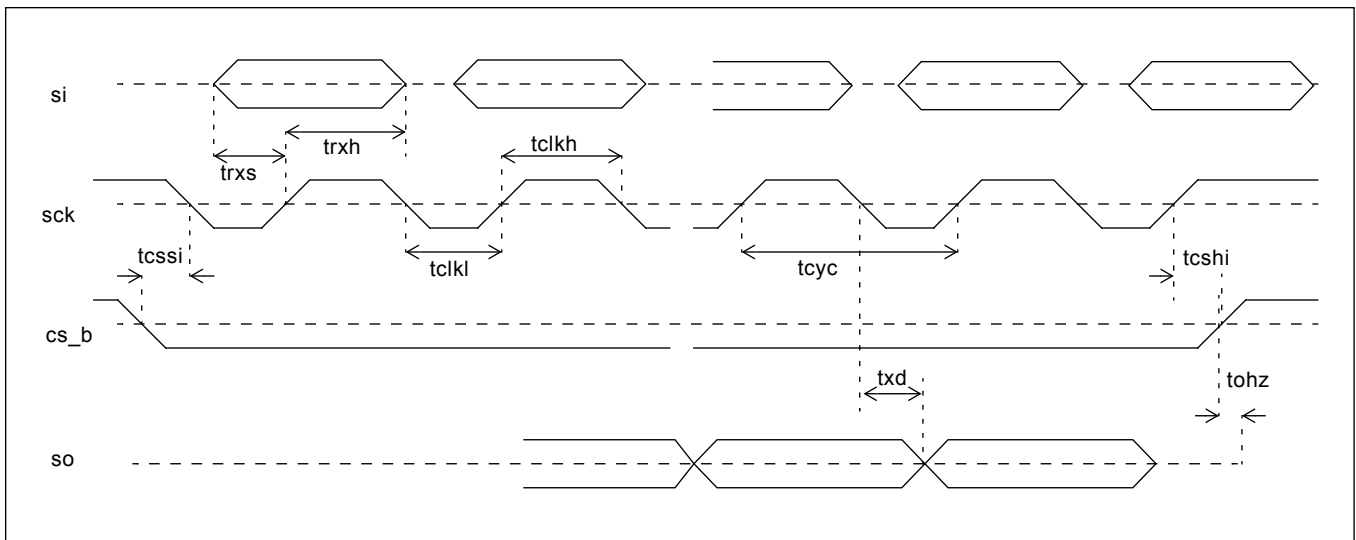 si
trxh
tclkh
trxs
sck
tcssi
tclkl
tcyc
tcshi
cs_b
txd
tohz
so